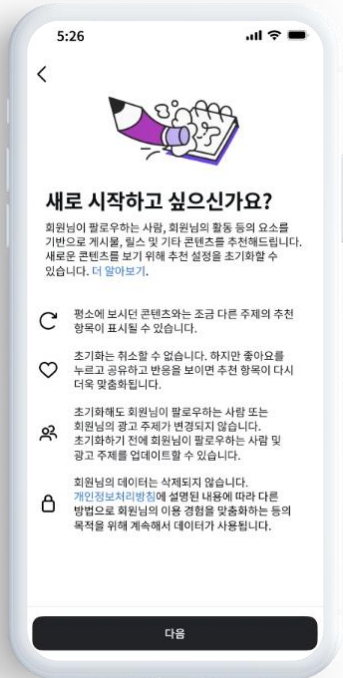 5:26
새로 시작하고 싶으신가요?
회원님이 팔로우하는 사람, 회원님의 활동 등의 요소를
기반으로 게시물, 릴스 및 기타 콘텐츠를 추천해드립니다.
새로운 콘텐츠를 보기 위해 추천 설정을 초기화할 수
있습니다. 더 알아보기.
평소에 보시던 콘텐츠와는 조금 다른 주제의 추천
항목이 표시될 수 있습니다.
초기화는 취소할 수 없습니다. 하지만 좋아요를
누르고 공유하고 반응을 보이면 추천 항목이 다시
더욱 맞춤화됩니다.
초기화해도 회원님이 팔로우하는 사람 또는
회원님의 광고 주제가 변경되지 않습니다.
초기화하기 전에 회원님이 팔로우하는 사람 및
광고 주제를 업데이트할 수 있습니다.
회원님의 데이터는 삭제되지 않습니다.
개인정보처리방침에 설명된 내용에 따라 다른
방법으로 회원님의 이용 경험을 맞춤화하는 등의
목적을 위해 계속해서 데이터가 사용됩니다.
다음